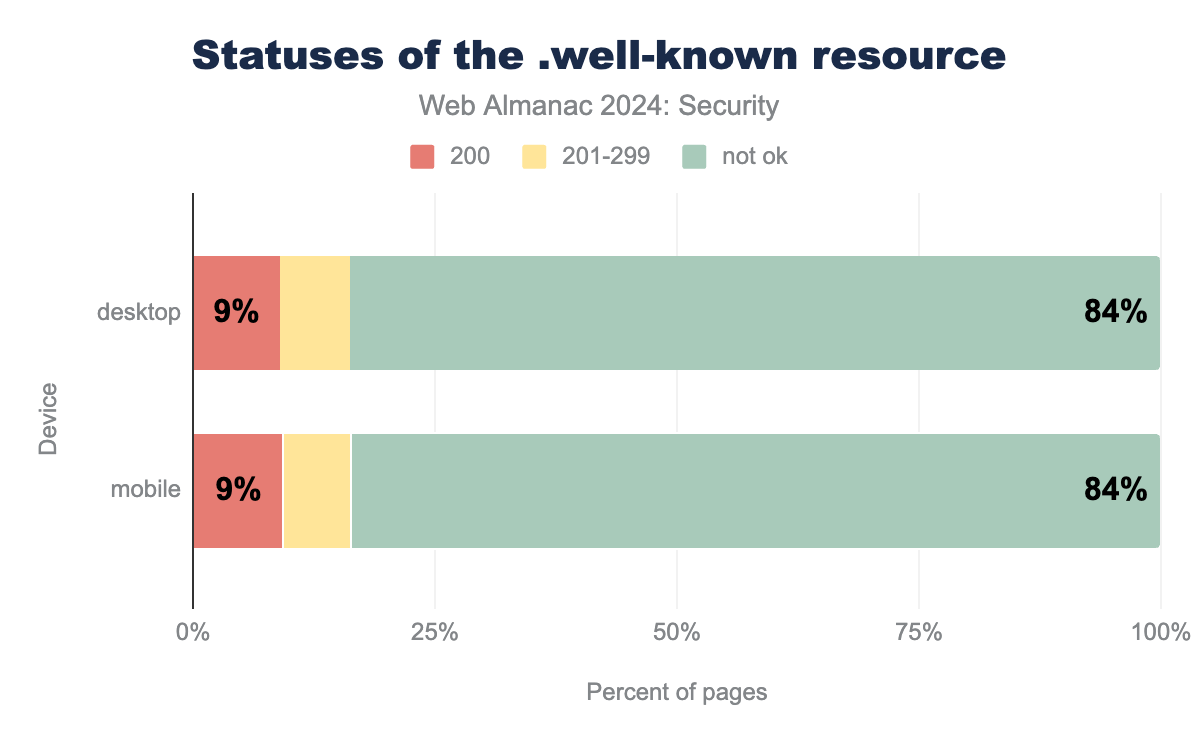 Statuses of the .well-known resource
Web Almanac 2024: Security
200 201-299 not ok
desktop 9% 84%
Device
mobile 9% 84%
0% 25% 50% 75% 100%
Percent of pages